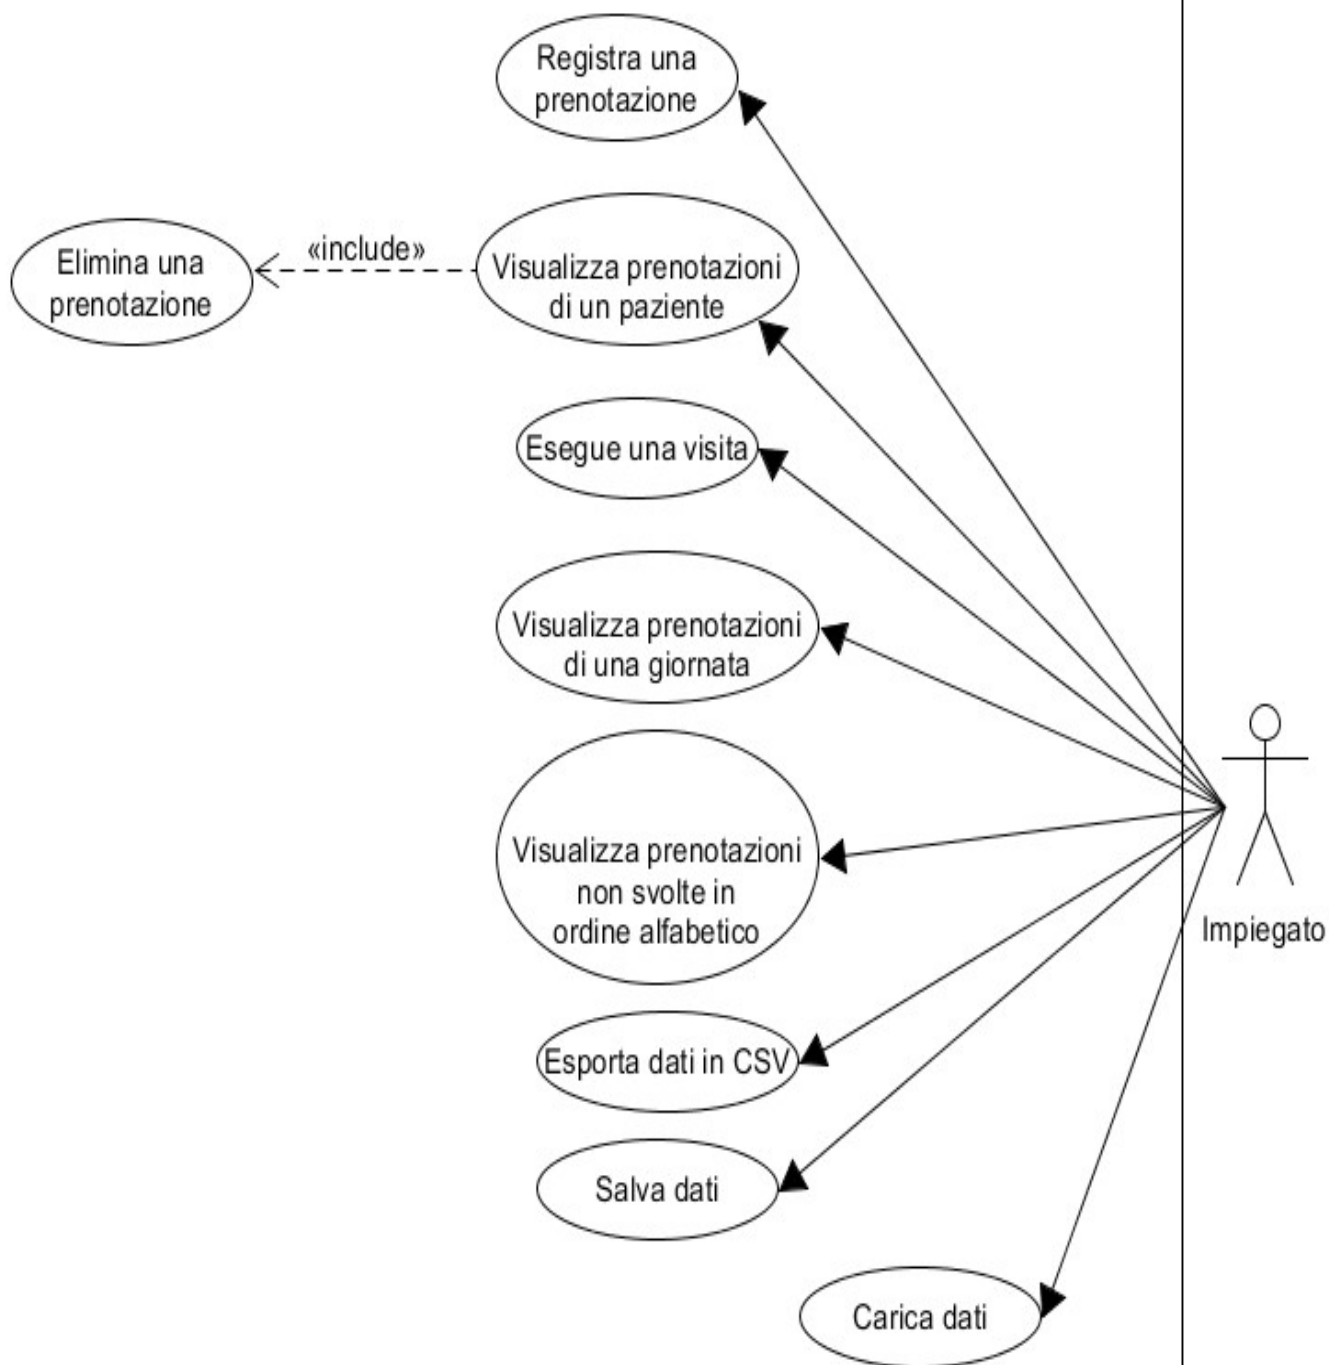 Registra una
prenotazione
Elimina una
prenotazione
«include»
Visualizza prenotazioni
di un paziente
Esegue una visita
Visualizza prenotazioni
di una giornata
Visualizza prenotazioni
non svolte in
ordine alfabetico
Impiegato
Esporta dati in CSV
Salva dati
Carica dati